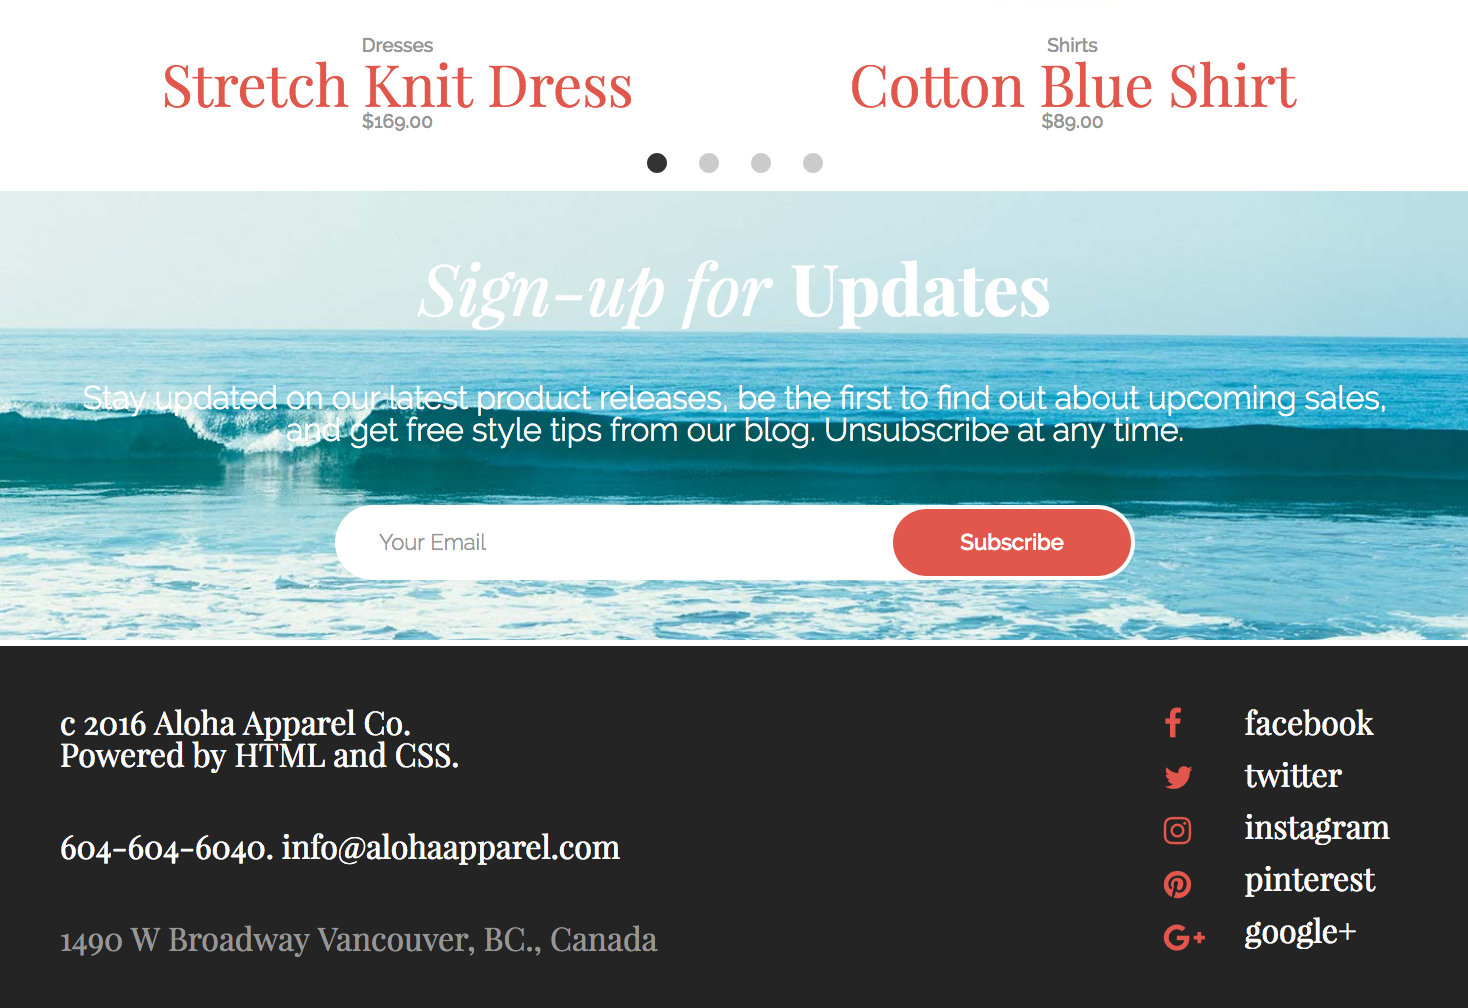 Dresses
Stretch Knit Dress
$169.00
Shirts
Cotton Blue Shirt
$89.00
Sign-up for Updates
Stay updated on our latest product releases, be the first to find out about upcoming sales,
and get free style tips from our blog. Unsubscribe at any time.
Your Email
Subscribe
c 2016 Aloha Apparel Co.
Powered by HTML and CSS.
604-604-6040. info@alohaapparel.com
1490 W Broadway Vancouver, BC., Canada
facebook
twitter
instagram
pinterest
google+